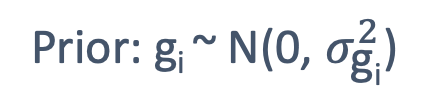 Prior: gᵢ ~ N(0, σ²gᵢ)